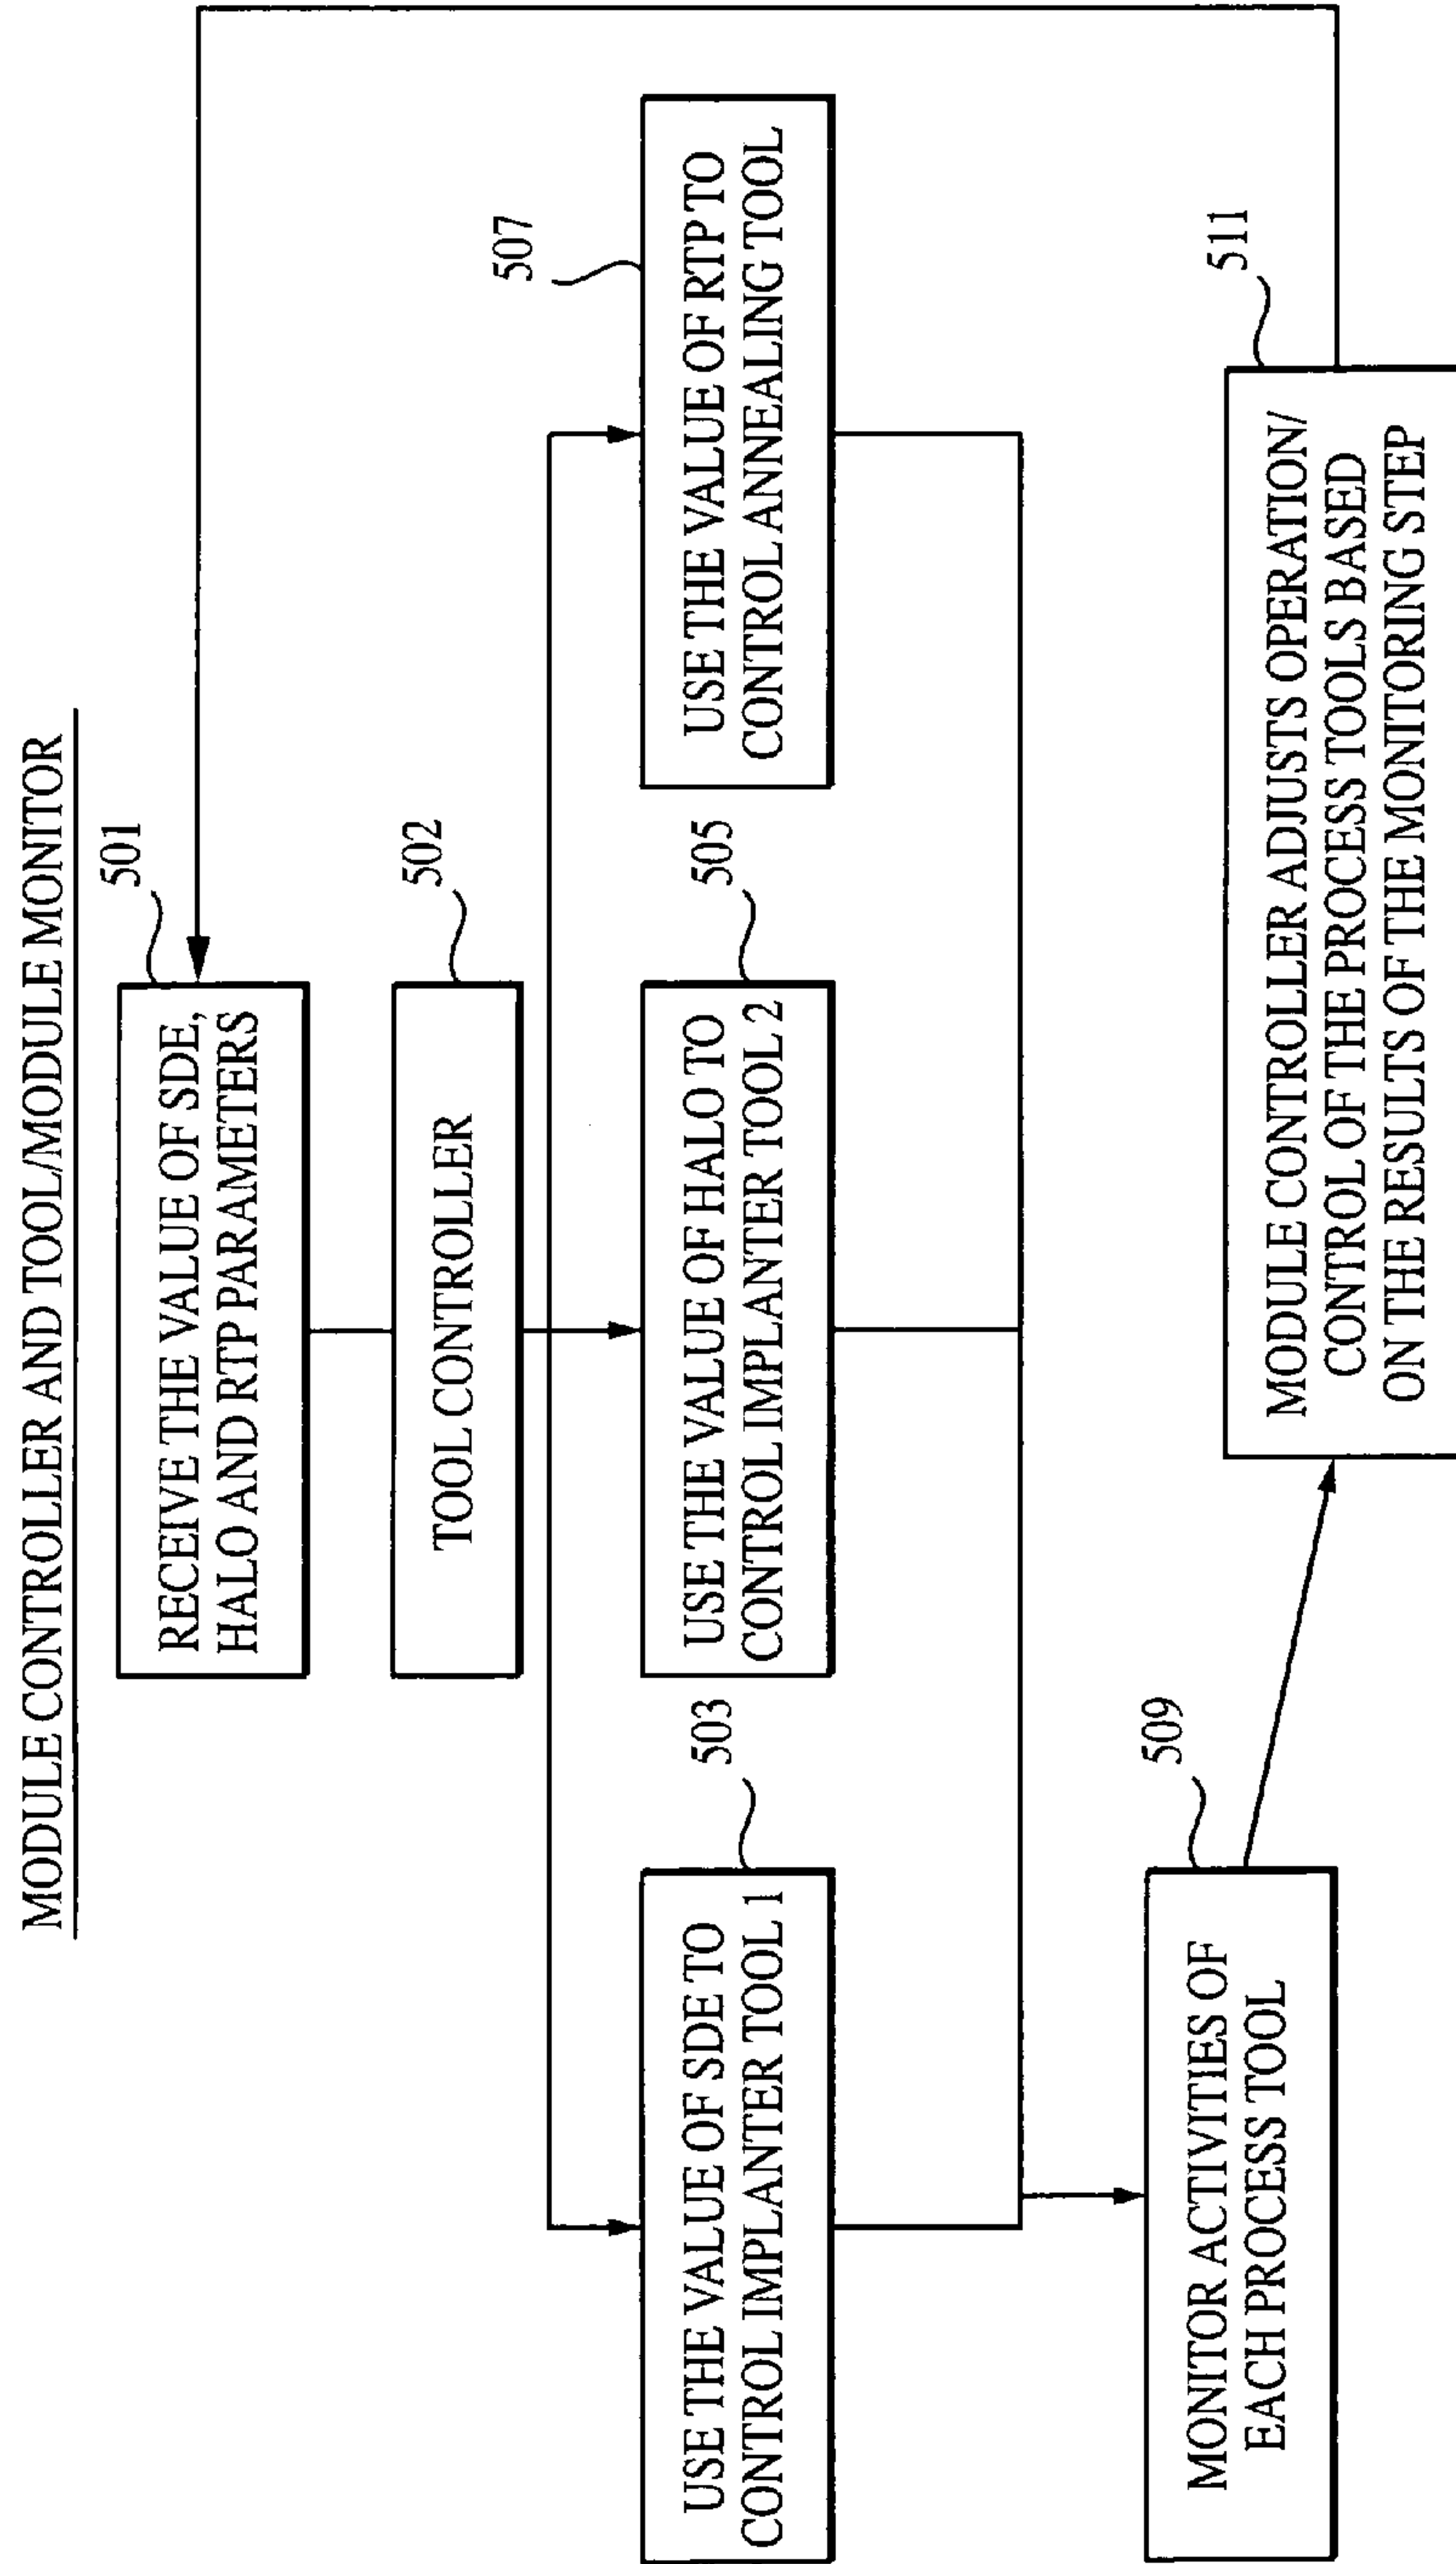 MODULE CONTROLLER AND TOOL/MODULE MONITOR
501
RECEIVE THE VALUE OF SDE,
HALO AND RTP PARAMETERS
502
TOOL CONTROLLER
503
USE THE VALUE OF SDE TO
CONTROL IMPLANTER TOOL 1
505
USE THE VALUE OF HALO TO
CONTROL IMPLANTER TOOL 2
507
USE THE VALUE OF RTP TO
CONTROL ANNEALING TOOL
509
MONITOR ACTIVITIES OF
EACH PROCESS TOOL
511
MODULE CONTROLLER ADJUSTS OPERATION/
CONTROL OF THE PROCESS TOOLS BASED
ON THE RESULTS OF THE MONITORING STEP